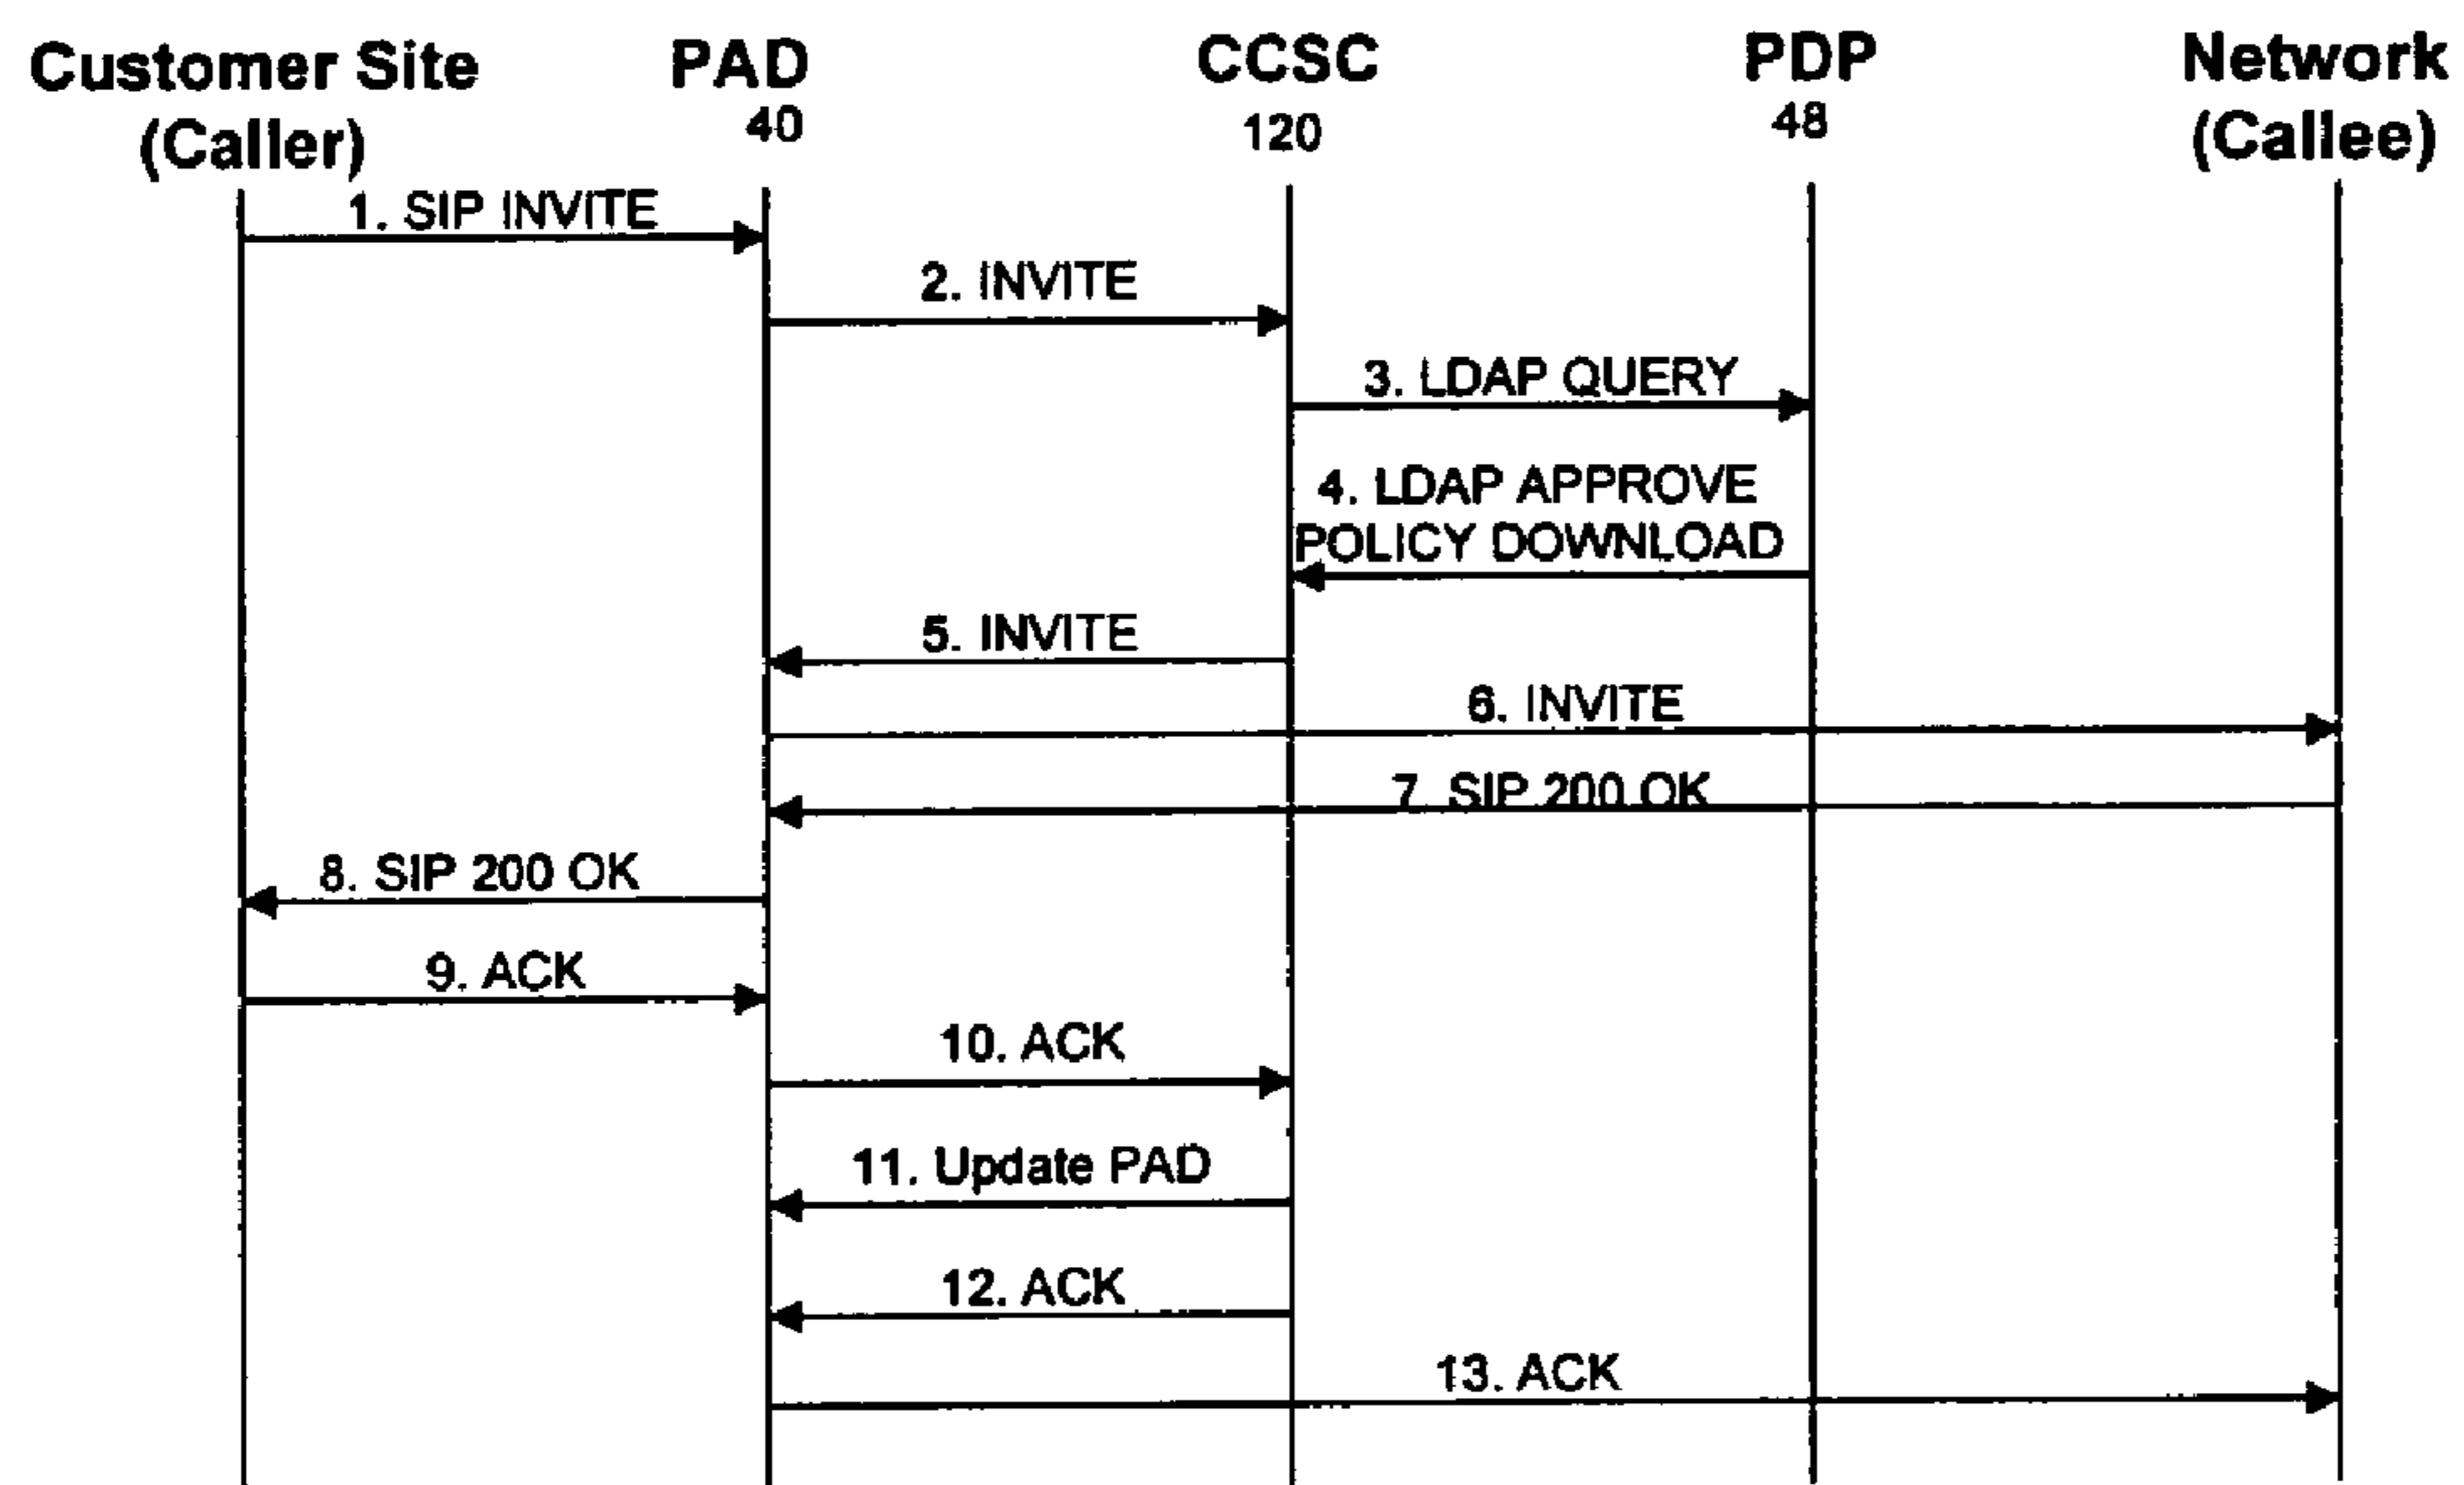 Customer Site
(Caller)
PAD
40
CCSC
120
PDP
48
Network
(Callee)
1. SIP INVITE
2. INVITE
3. LDAP QUERY
4. LDAP APPROVE
POLICY DOWNLOAD
5. INVITE
6. INVITE
7. SIP 200 OK
8. SIP 200 OK
9. ACK
10. ACK
11. Update PAD
12. ACK
13. ACK